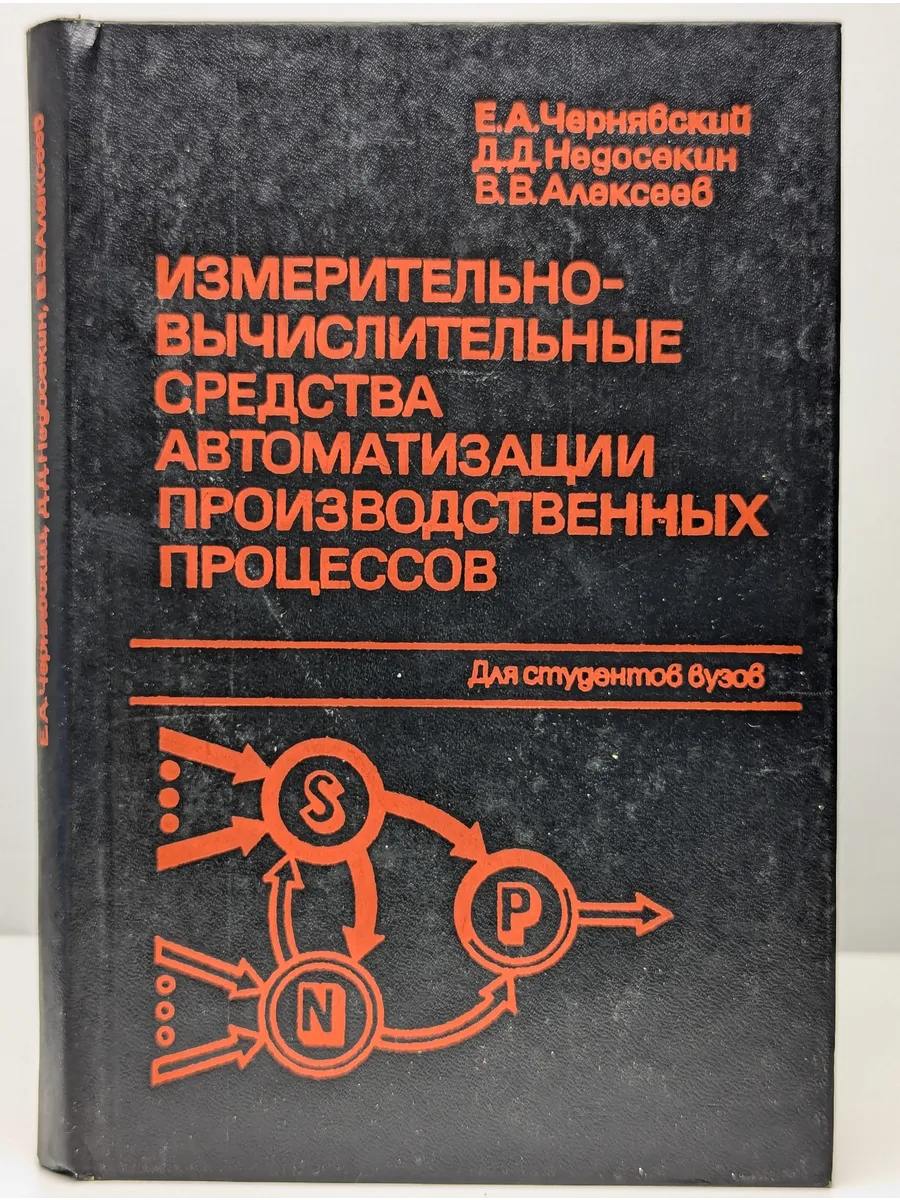 Е.А.Чернявский
Д.Д.Недосекин
В.В.Алексеев
ИЗМЕРИТЕЛЬНО-
ВЫЧИСЛИТЕЛЬНЫЕ
СРЕДСТВА
АВТОМАТИЗАЦИИ
ПРОИЗВОДСТВЕННЫХ
ПРОЦЕССОВ
Для студентов вузов
S
P
N
Е.А.Чернявский, Д.Д.Недосекин, В.В.Алексеев